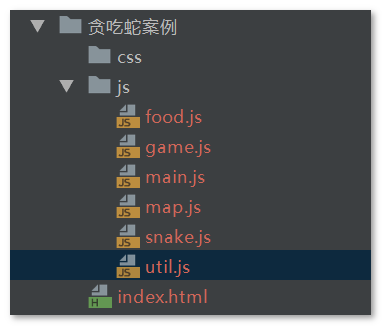 贪吃蛇案例
css
js
food.js
game.js
main.js
map.js
snake.js
util.js
index.html